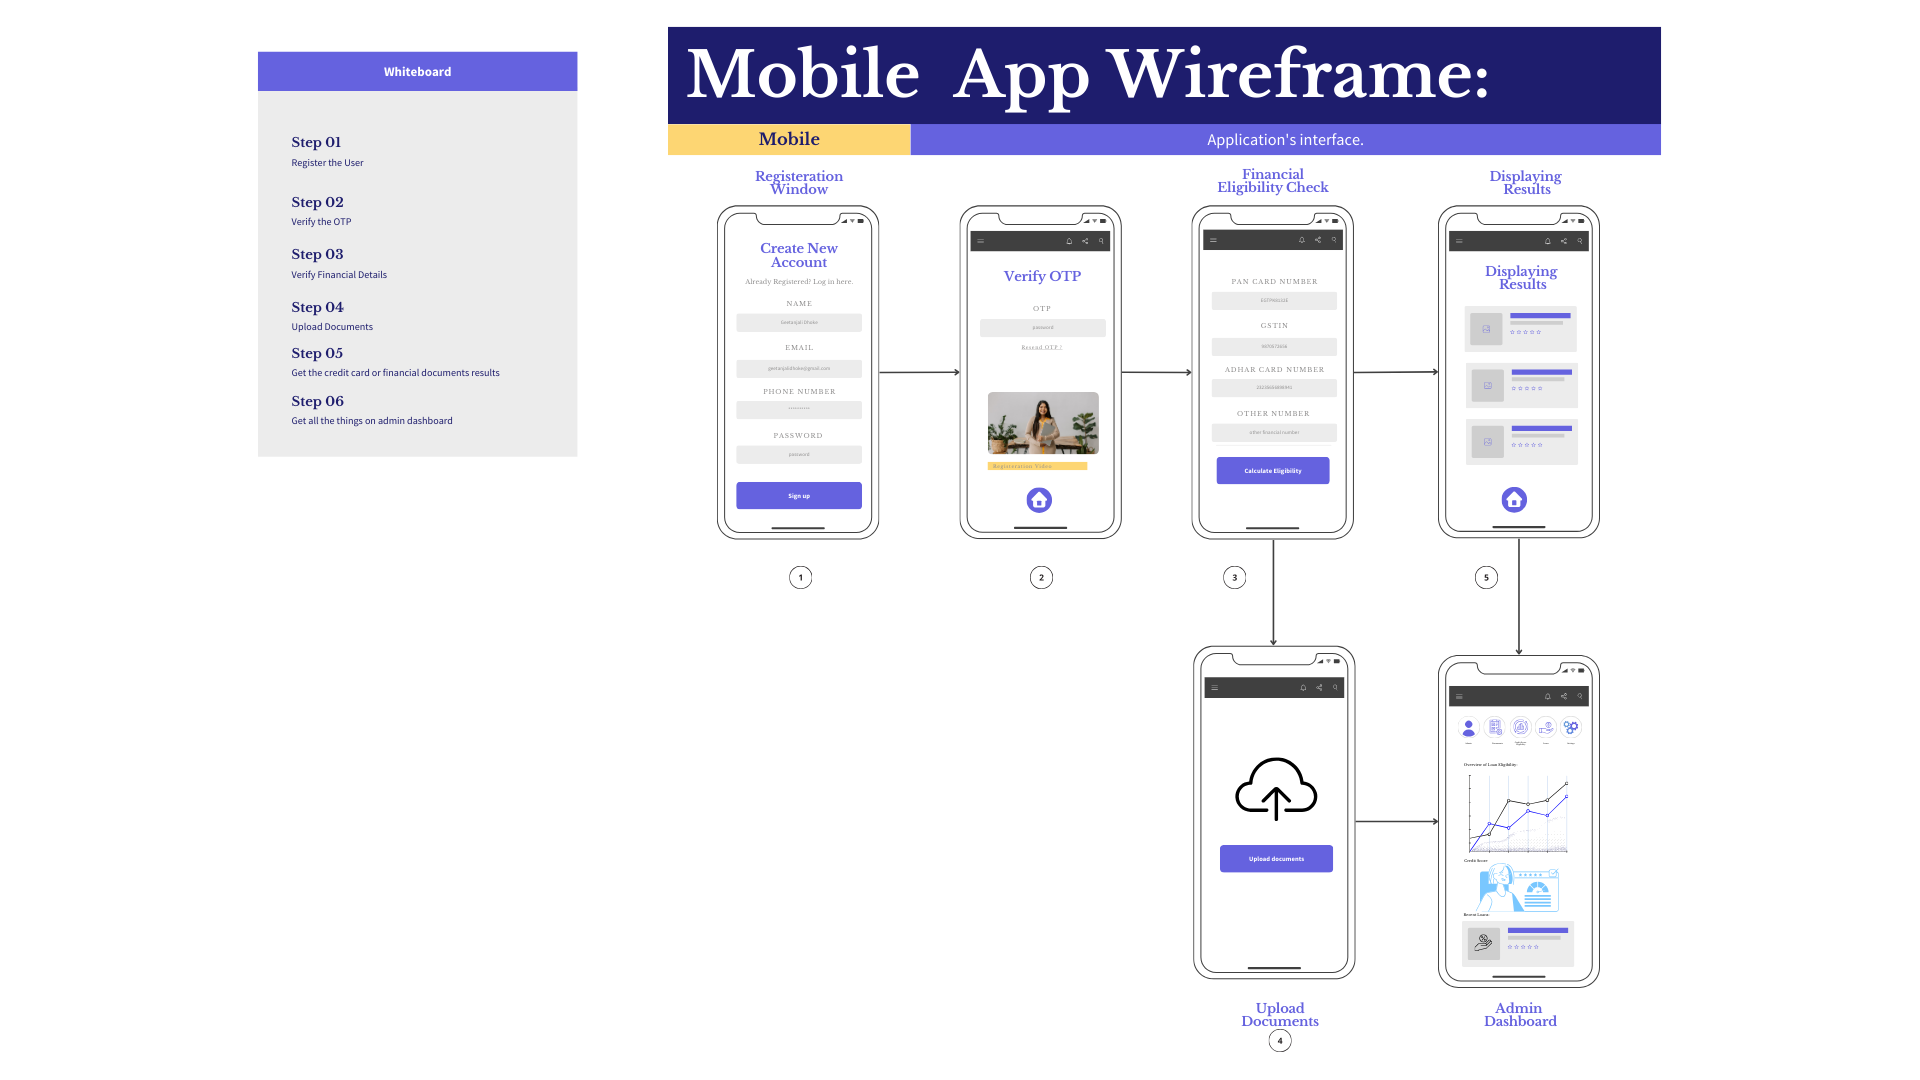 Whiteboard
Step 01
Register the User
Step 02
Verify the OTP
Step 03
Verify Financial Details
Step 04
Upload Documents
Step 05
Get the credit card or financial documents results
Step 06
Get all the things on admin dashboard
Mobile App Wireframe:
Mobile
Application's interface.
Registeration
Window
Create New
Account
Already Registered? Log in here.
NAME
Geetanjali Dhoke
EMAIL
geetanjalidhoke@gmail.com
PHONE NUMBER
PASSWORD
password
Sign up
1
Verify OTP
OTP
password
Resend OTP !
Registeration Video
2
Financial
Eligibility Check
PAN CARD NUMBER
GSTIN
ADHAR CARD NUMBER
OTHER NUMBER
other financial number
Calculate Eligibility
3
Displaying
Results
Displaying
Results
5
Upload documents
Upload
Documents
4
Overview of Loan Eligibility:
Credit Score
Recent Loans:
Admin
Dashboard